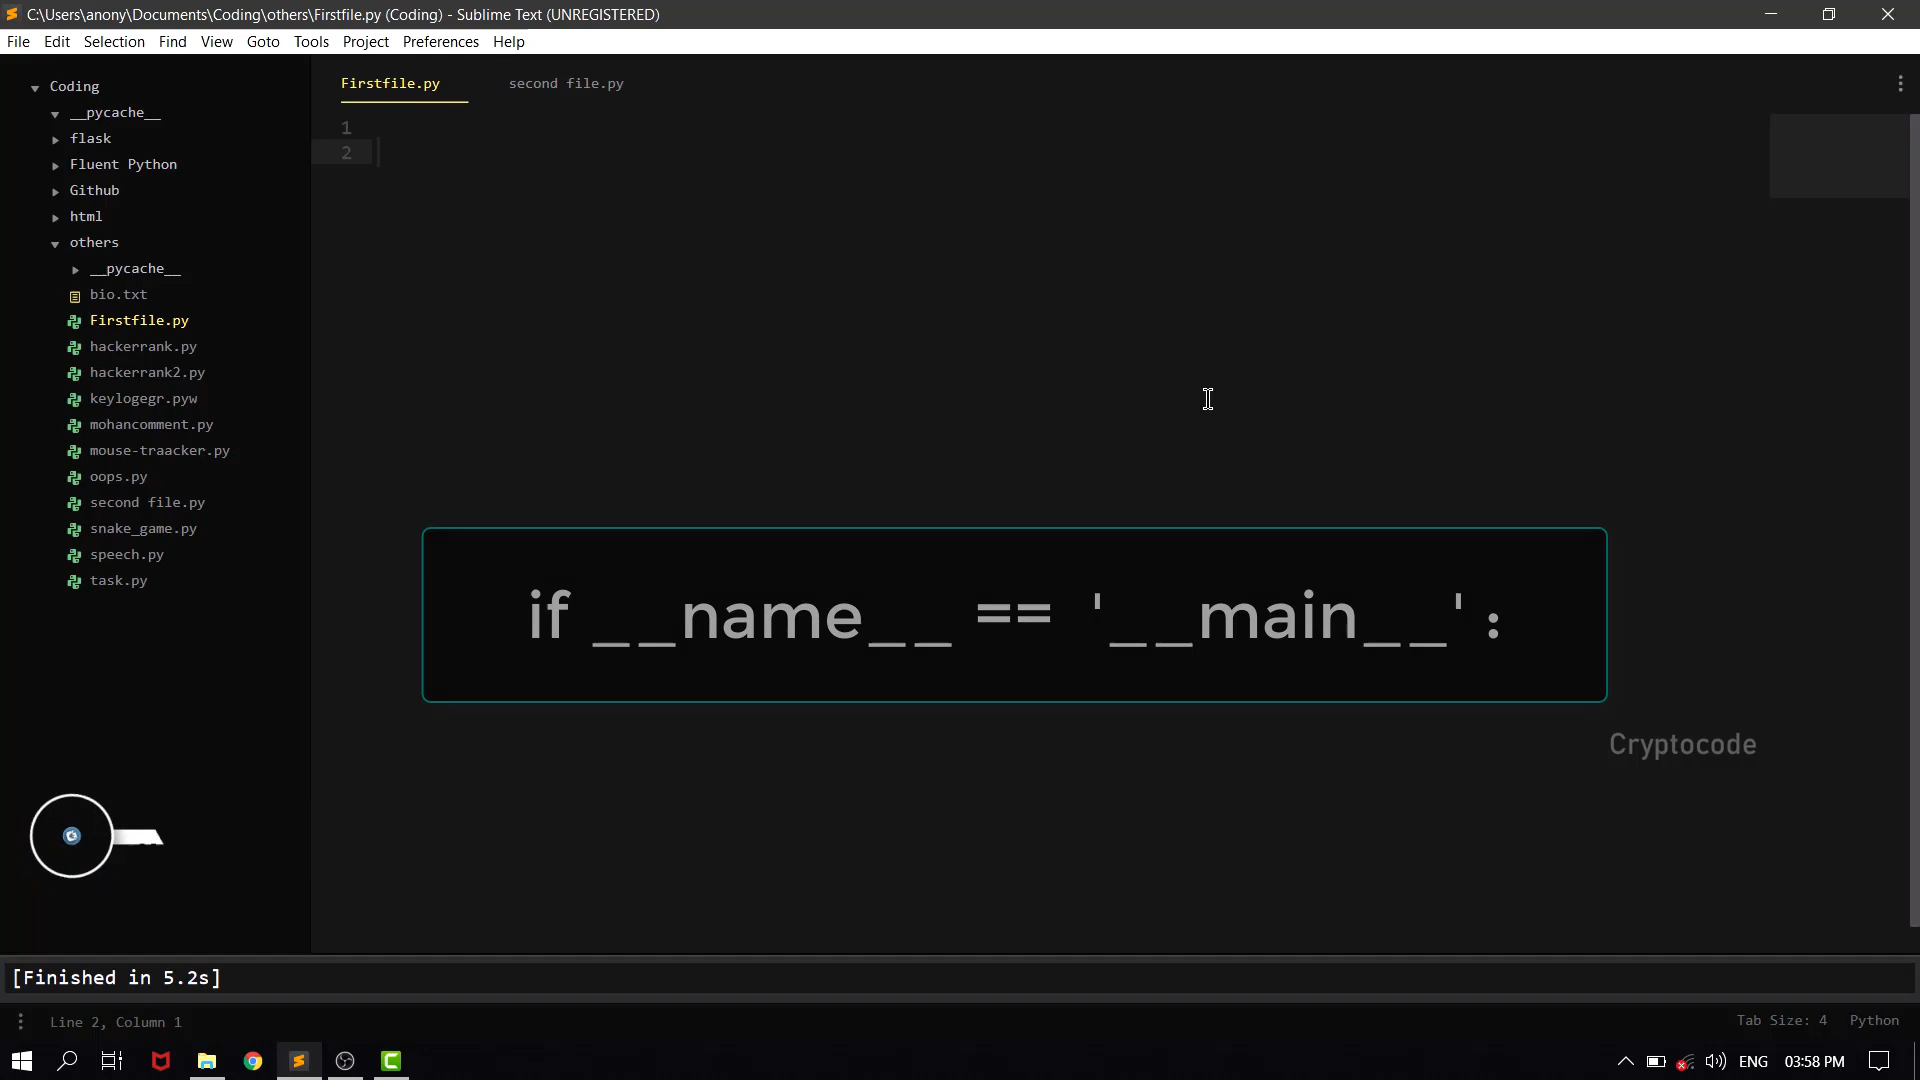 C:\Users\anony\Documents\Coding\others\Firstfile.py (Coding) - Sublime Text (UNREGISTERED)
File Edit Selection Find View Goto Tools Project Preferences Help
Coding
__pycache__
flask
Fluent Python
Github
html
others
__pycache__
bio.txt
Firstfile.py
hackerrank.py
hackerrank2.py
keylogegr.pyw
mohancomment.py
mouse-traacker.py
oops.py
second file.py
snake_game.py
speech.py
task.py
Firstfile.py second file.py
1
2
if __name__ == '__main__':
Cryptocode
[Finished in 5.2s]
Line 2, Column 1 Tab Size: 4 Python
ENG 03:58 PM